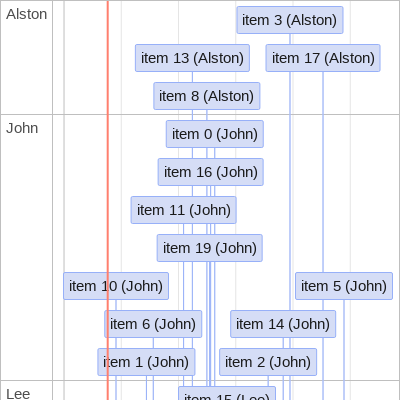 Alston
item 3 (Alston)
item 13 (Alston)
item 17 (Alston)
item 8 (Alston)
John
item 0 (John)
item 16 (John)
item 11 (John)
item 19 (John)
item 10 (John)
item 5 (John)
item 6 (John)
item 14 (John)
item 1 (John)
item 2 (John)
Lee
item 15 (Lee)